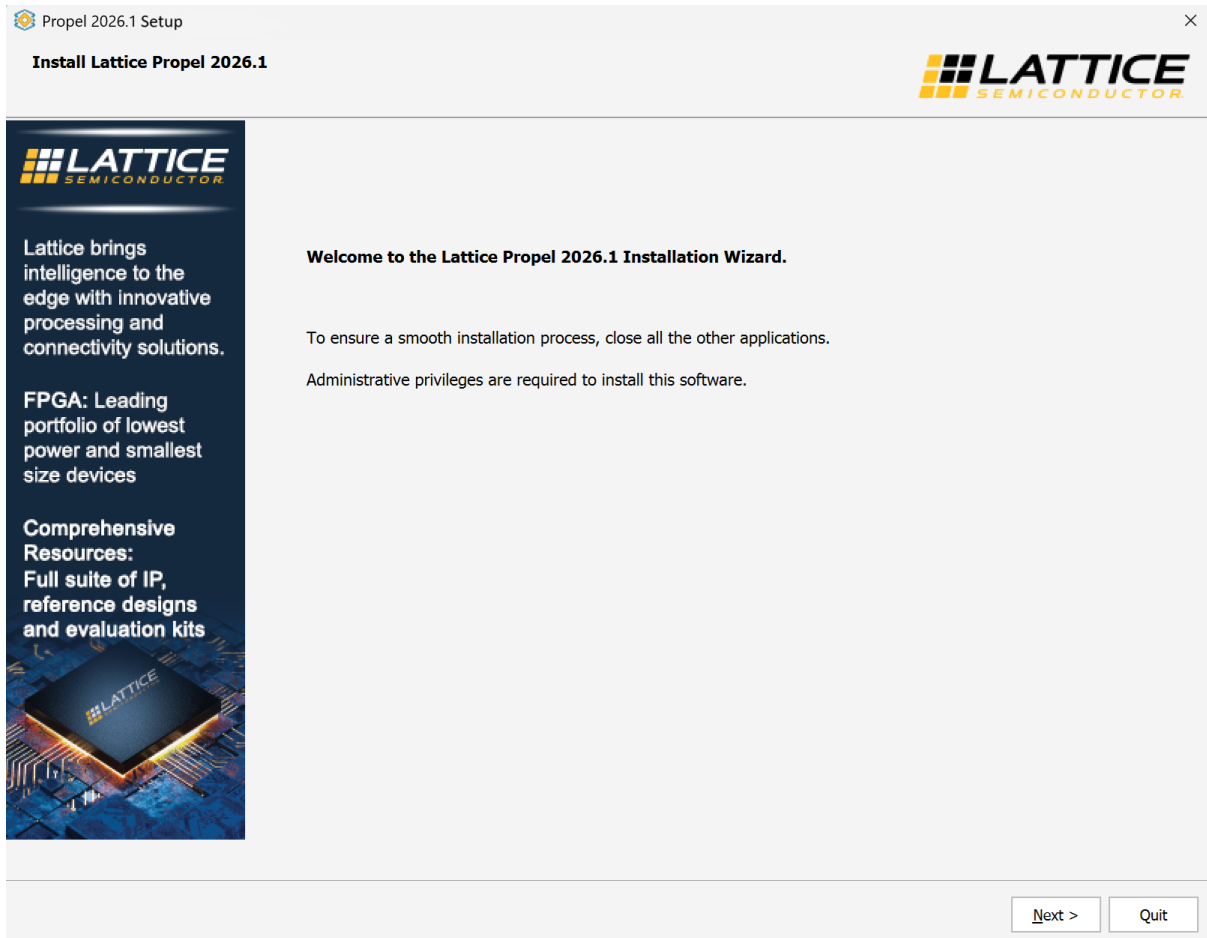 Propel 2026.1 Setup
Install Lattice Propel 2026.1
LATTICE
SEMICONDUCTOR.
LATTICE
SEMICONDUCTOR
Lattice brings
intelligence to the
edge with innovative
processing and
connectivity solutions.
FPGA: Leading
portfolio of lowest
power and smallest
size devices
Comprehensive
Resources:
Full suite of IP,
reference designs
and evaluation kits
LATTICE
Welcome to the Lattice Propel 2026.1 Installation Wizard.
To ensure a smooth installation process, close all the other applications.
Administrative privileges are required to install this software.
Next >
Quit